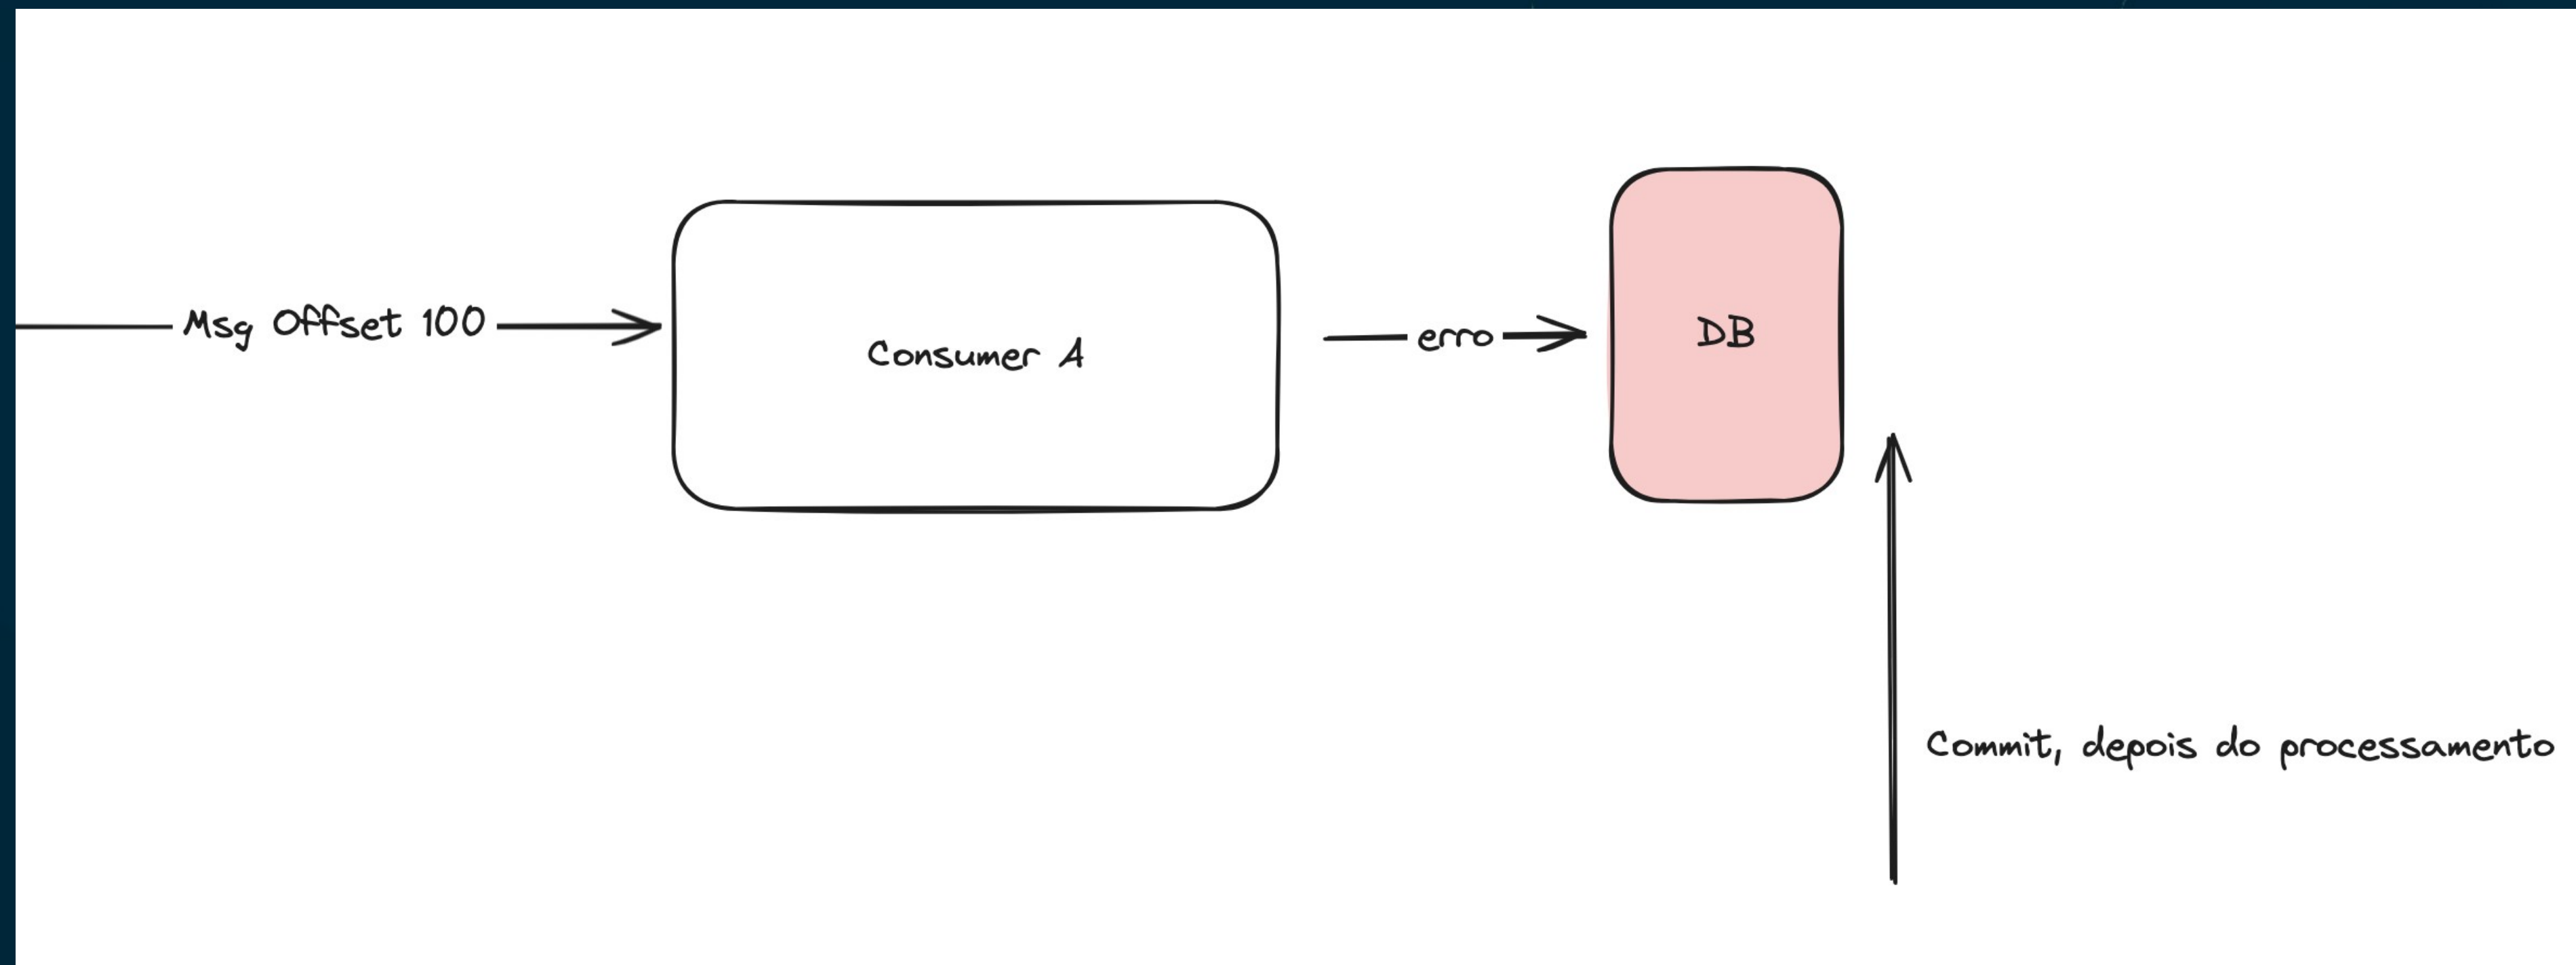 Msg Offset 100
Consumer A
erro
DB
Commit, depois do processamento